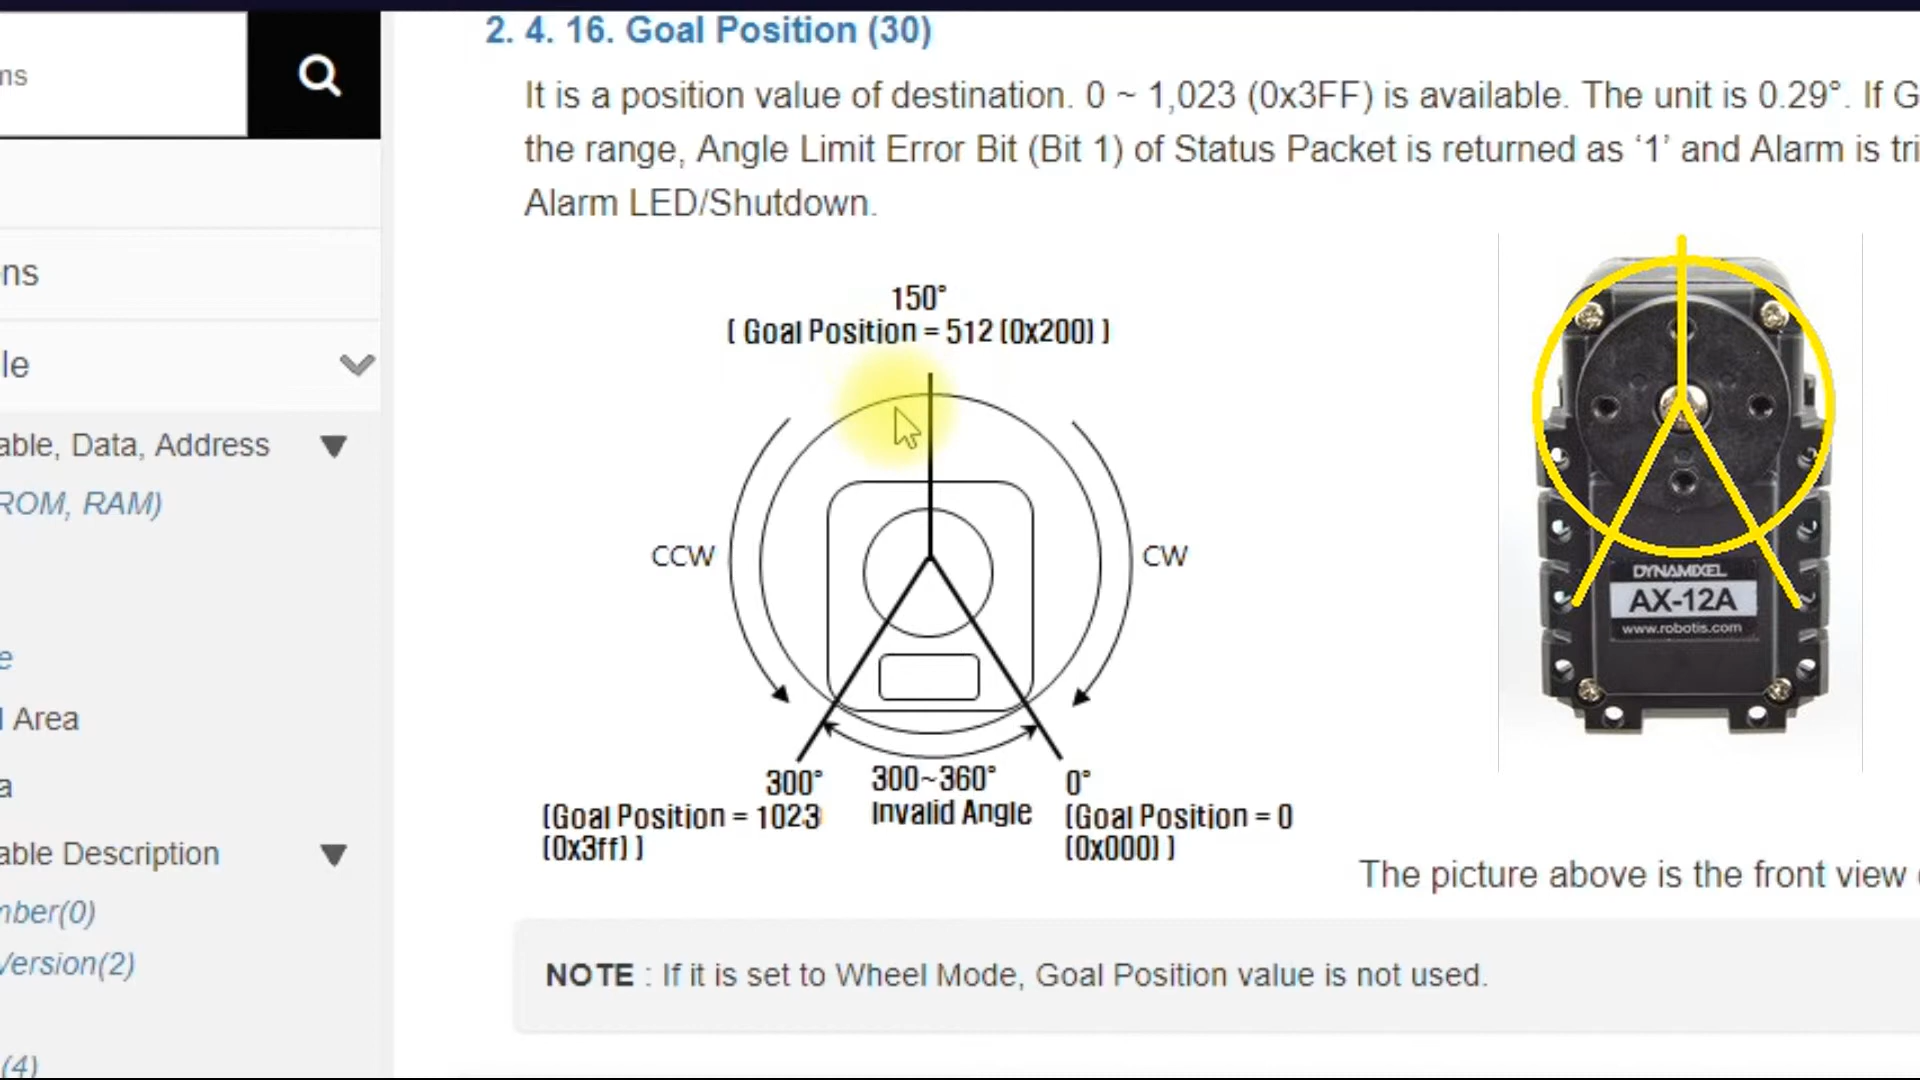 2. 4. 16. Goal Position (30)
ns
It is a position value of destination. 0 ~ 1,023 (0x3FF) is available. The unit is 0.29°. If G
the range, Angle Limit Error Bit (Bit 1) of Status Packet is returned as ‘1’ and Alarm is tri
Alarm LED/Shutdown.
ns
le
able, Data, Address
ROM, RAM)
e
l Area
a
able Description
mber(0)
Version(2)
(4)
150°
( Goal Position = 512 (0x200) )
CCW
CW
300°
(Goal Position = 1023
(0x3ff) )
300~360°
Invalid Angle
0°
(Goal Position = 0
(0x000) )
DYNAMIXEL
AX-12A
www.robotis.com
The picture above is the front view
NOTE : If it is set to Wheel Mode, Goal Position value is not used.